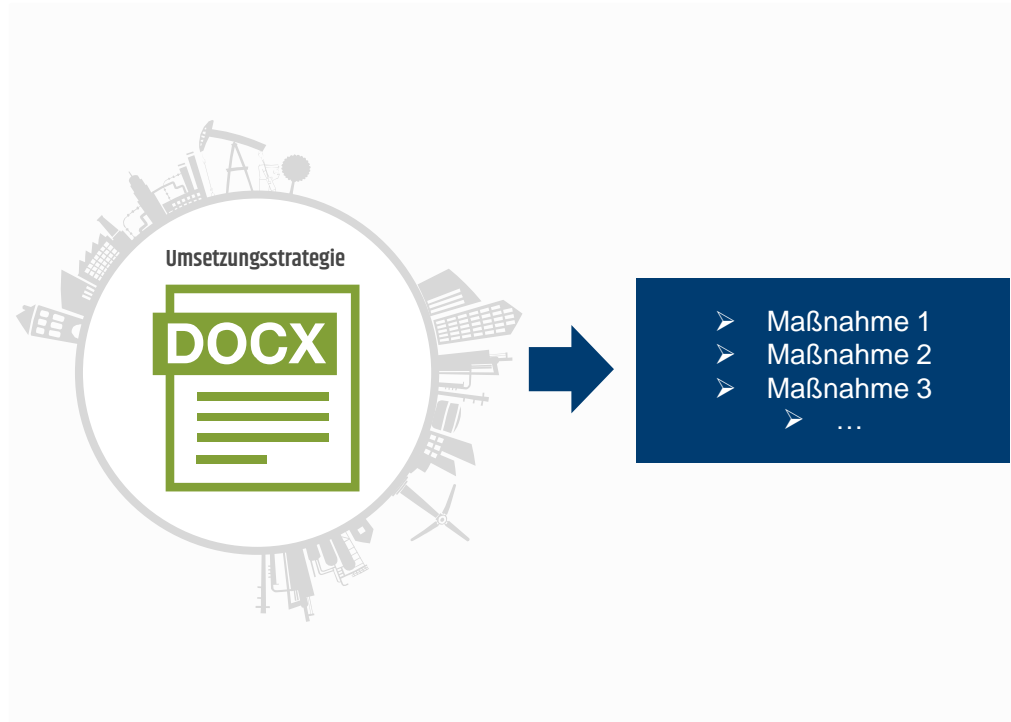 Umsetzungsstrategie
DOCX
➢ Maßnahme 1
➢ Maßnahme 2
➢ Maßnahme 3
➢ …